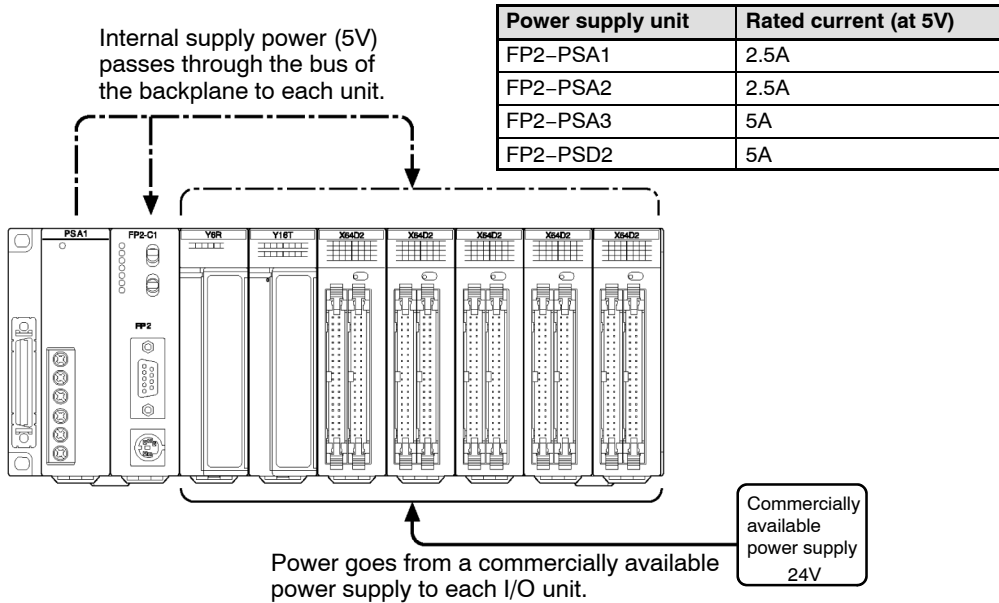 Internal supply power (5V)
passes through the bus of
the backplane to each unit.
Power supply unit Rated current (at 5V)
FP2−PSA1 2.5A
FP2−PSA2 2.5A
FP2−PSA3 5A
FP2−PSD2 5A
PSA1 FP2-C1 Y6R Y16T X64D2 X64D2 X64D2 X64D2 X64D2
FP2
Commercially
available
power supply
24V
Power goes from a commercially available
power supply to each I/O unit.